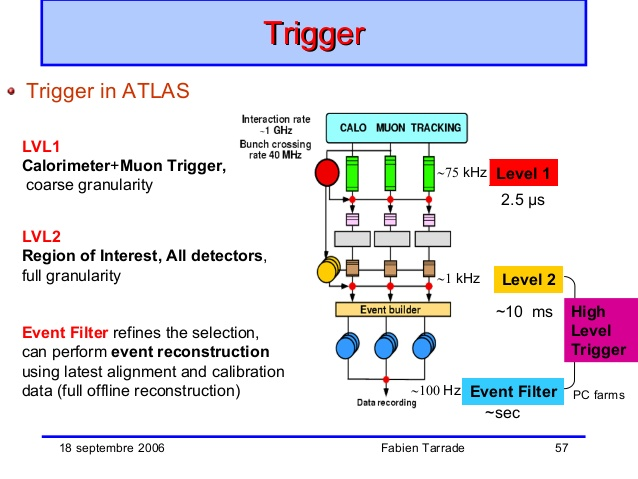 Trigger
Trigger in ATLAS
LVL1
Calorimeter+Muon Trigger,
coarse granularity
LVL2
Region of Interest, All detectors,
full granularity
Event Filter refines the selection,
can perform event reconstruction
using latest alignment and calibration
data (full offline reconstruction)
Interaction rate
~1 GHz
Bunch crossing
rate 40 MHz
CALO MUON TRACKING
~75 kHz
Level 1
2.5 μs
~1 kHz
Level 2
~10 ms
High
Level
Trigger
Event builder
~100 Hz
Event Filter
PC farms
~sec
Data recording
18 septembre 2006
Fabien Tarrade
57